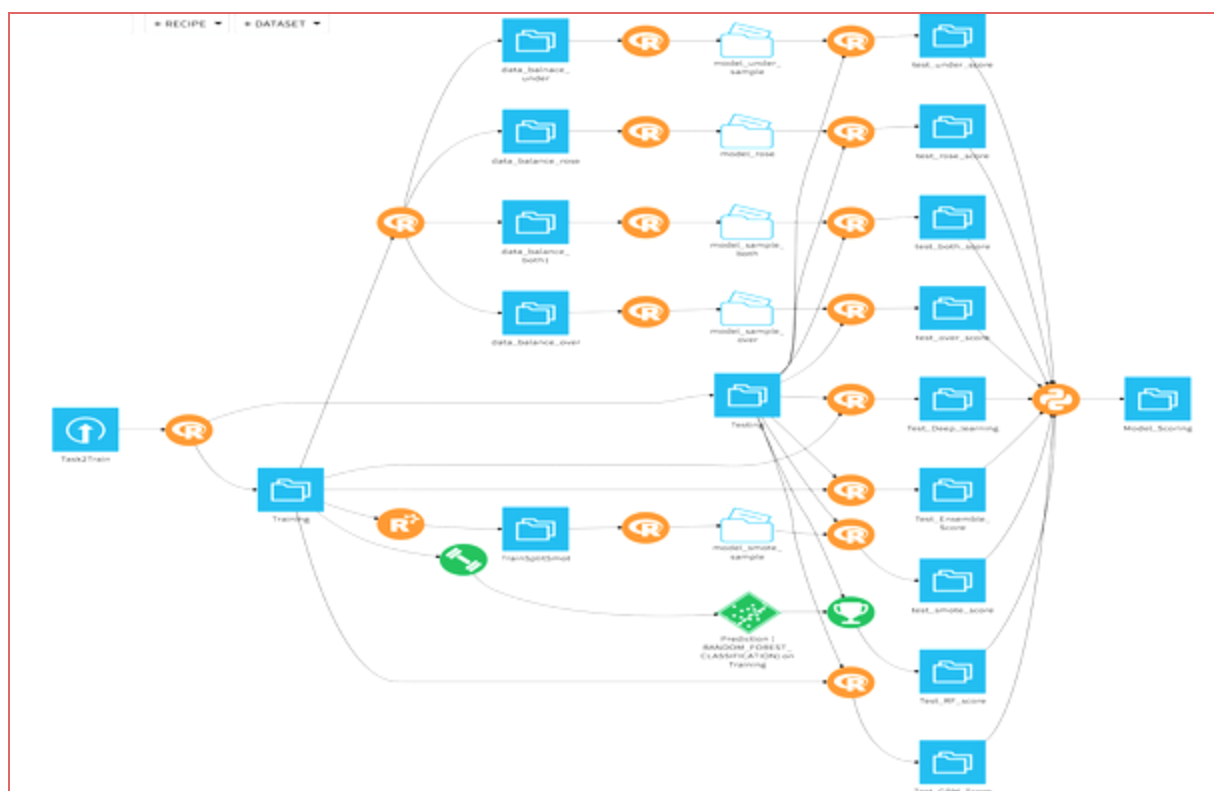 + RECIPE
+ DATASET
data_balnace_
under
model_under_
sample
test_under_score
data_balance_rose
model_rose
test_rose_score
data_balance_
both1
model_sample_
both
test_both_score
data_balance_over
model_sample_
over
test_over_score
Task2Train
Testing
Test_Deep_learning
Model_Scoring
Training
Test_Ensemble_
Score
TrainSplitSmot
model_smote_
sample
test_smote_score
Prediction (
RANDOM_FOREST_
CLASSIFICATION) on
Training
Test_RF_score